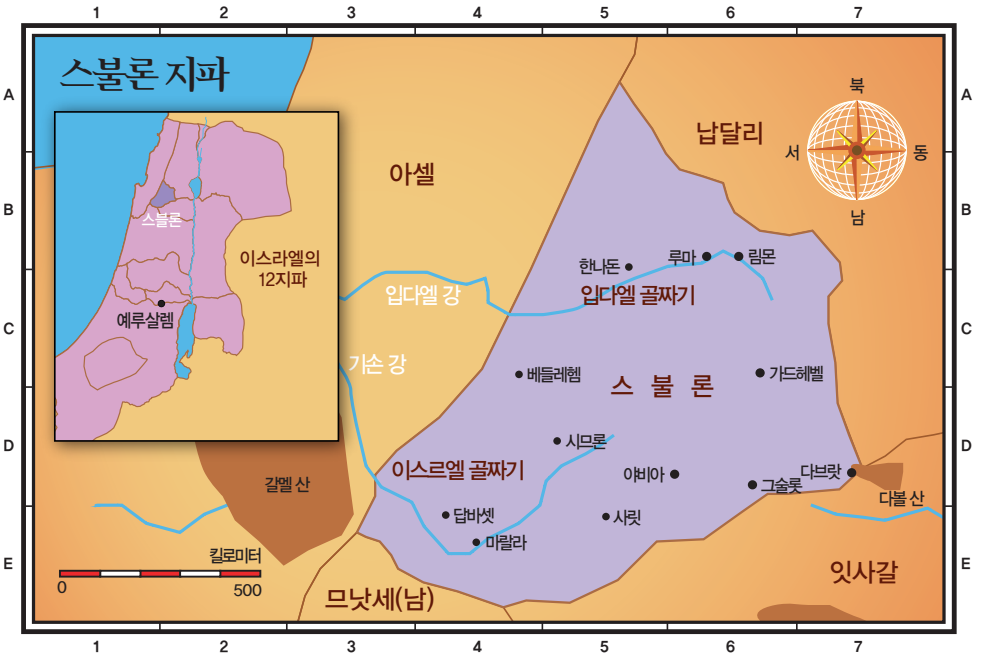 1 2 3 4 5 6 7
스불론 지파
A
A
북
서
동
남
납달리
아셀
B
B
스블론
이스라엘의
12지파
예루살렘
한나돈
루마
림몬
입다엘 강
입다엘 골짜기
C
C
기손 강
베들레헴
스 불 론
가드헤벨
D
D
시므론
이스르엘 골짜기
야비아
다브랏
갈멜 산
그술롯
다볼 산
답바셋
사릿
마랄라
E
E
킬로미터
0
500
므낫세(남)
잇사갈
1 2 3 4 5 6 7